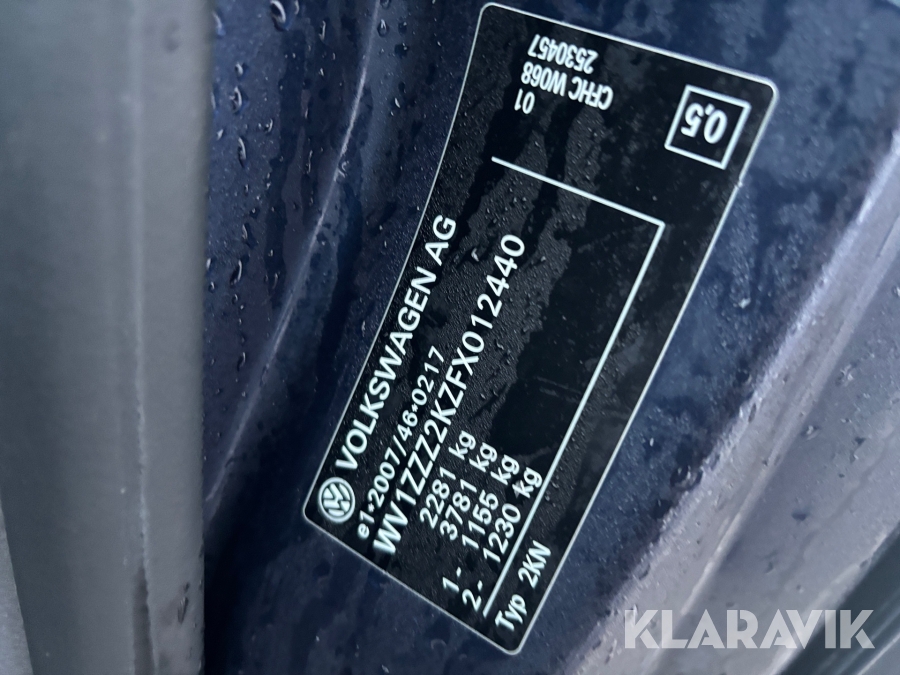 VOLKSWAGEN AG
e1*2007/46*0217
WV1ZZZ2KZFX012440
2281 kg
3781 kg
1- 1155 kg
2- 1230 kg
Typ 2KN
01
CFHC W068
2530457
0.5
KLARAVIK